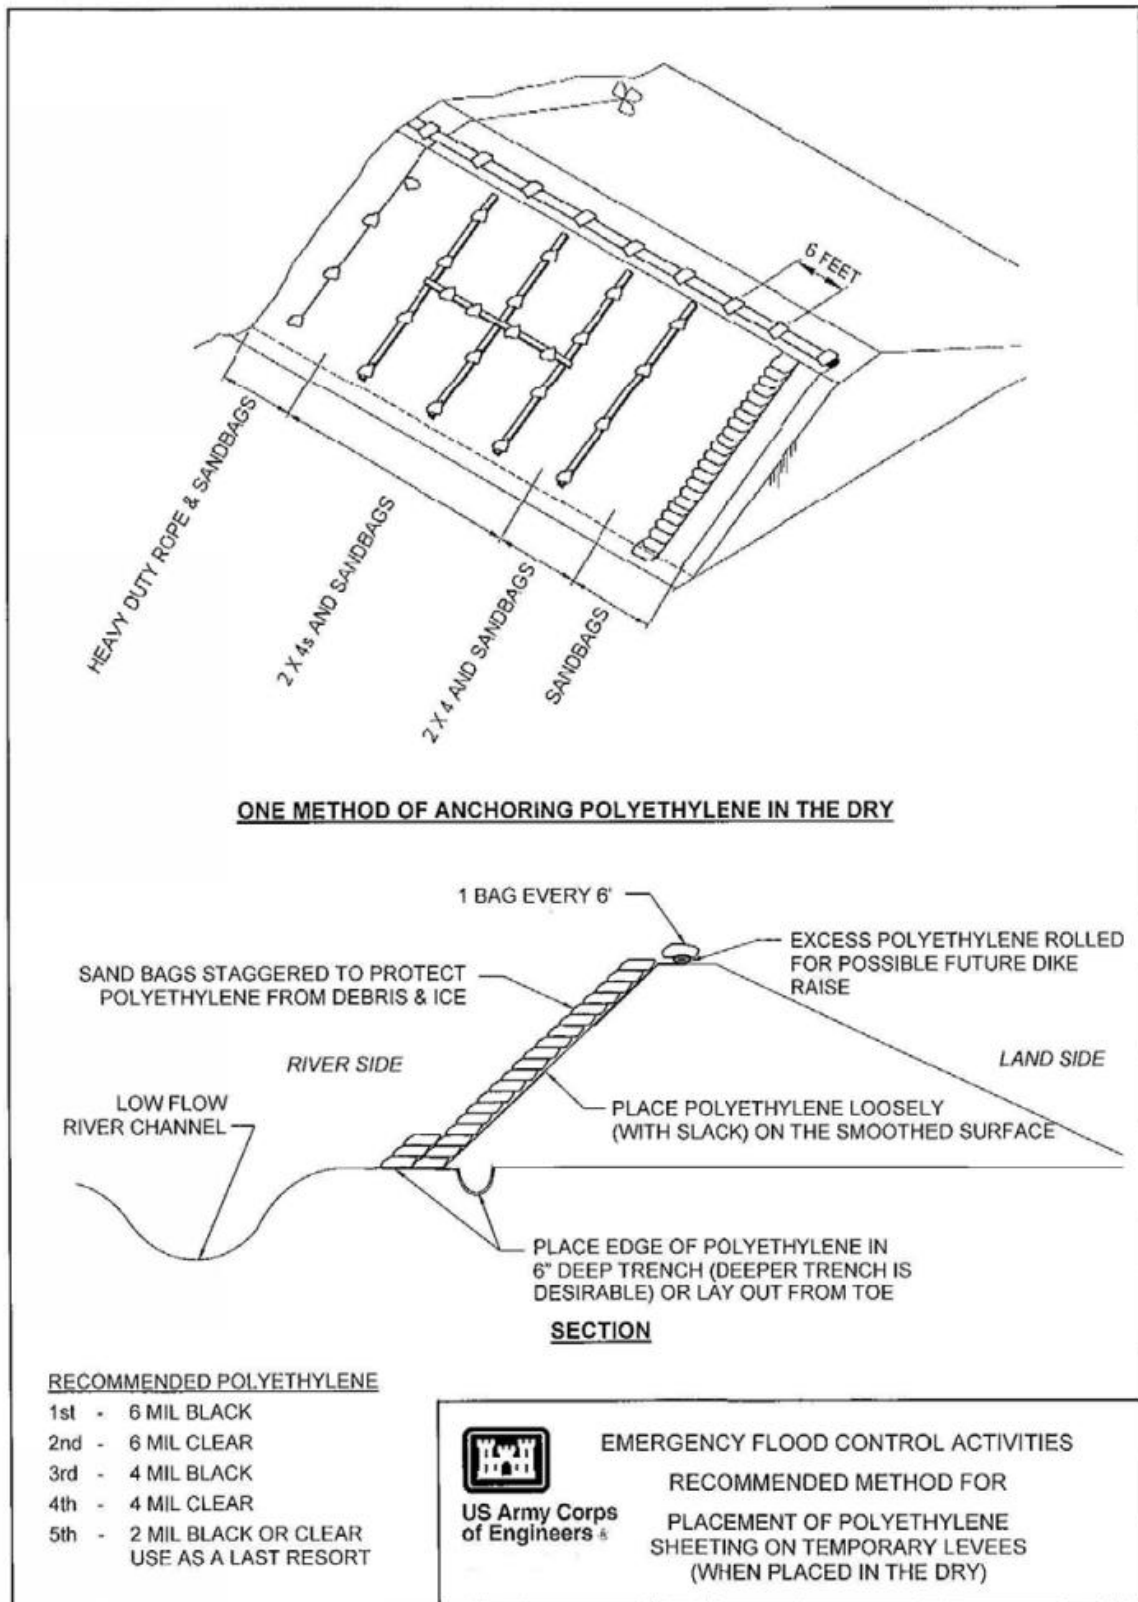 6 FEET
HEAVY DUTY ROPE & SANDBAGS
2 X 4s AND SANDBAGS
2 X 4 AND SANDBAGS
SANDBAGS
ONE METHOD OF ANCHORING POLYETHYLENE IN THE DRY
1 BAG EVERY 6'
EXCESS POLYETHYLENE ROLLED
FOR POSSIBLE FUTURE DIKE
RAISE
SAND BAGS STAGGERED TO PROTECT
POLYETHYLENE FROM DEBRIS & ICE
RIVER SIDE
LAND SIDE
LOW FLOW
RIVER CHANNEL
PLACE POLYETHYLENE LOOSELY
(WITH SLACK) ON THE SMOOTHED SURFACE
PLACE EDGE OF POLYETHYLENE IN
6" DEEP TRENCH (DEEPER TRENCH IS
DESIRABLE) OR LAY OUT FROM TOE
SECTION
RECOMMENDED POLYETHYLENE
1st - 6 MIL BLACK
2nd - 6 MIL CLEAR
3rd - 4 MIL BLACK
4th - 4 MIL CLEAR
5th - 2 MIL BLACK OR CLEAR
USE AS A LAST RESORT
US Army Corps
of Engineers ®
EMERGENCY FLOOD CONTROL ACTIVITIES
RECOMMENDED METHOD FOR
PLACEMENT OF POLYETHYLENE
SHEETING ON TEMPORARY LEVEES
(WHEN PLACED IN THE DRY)